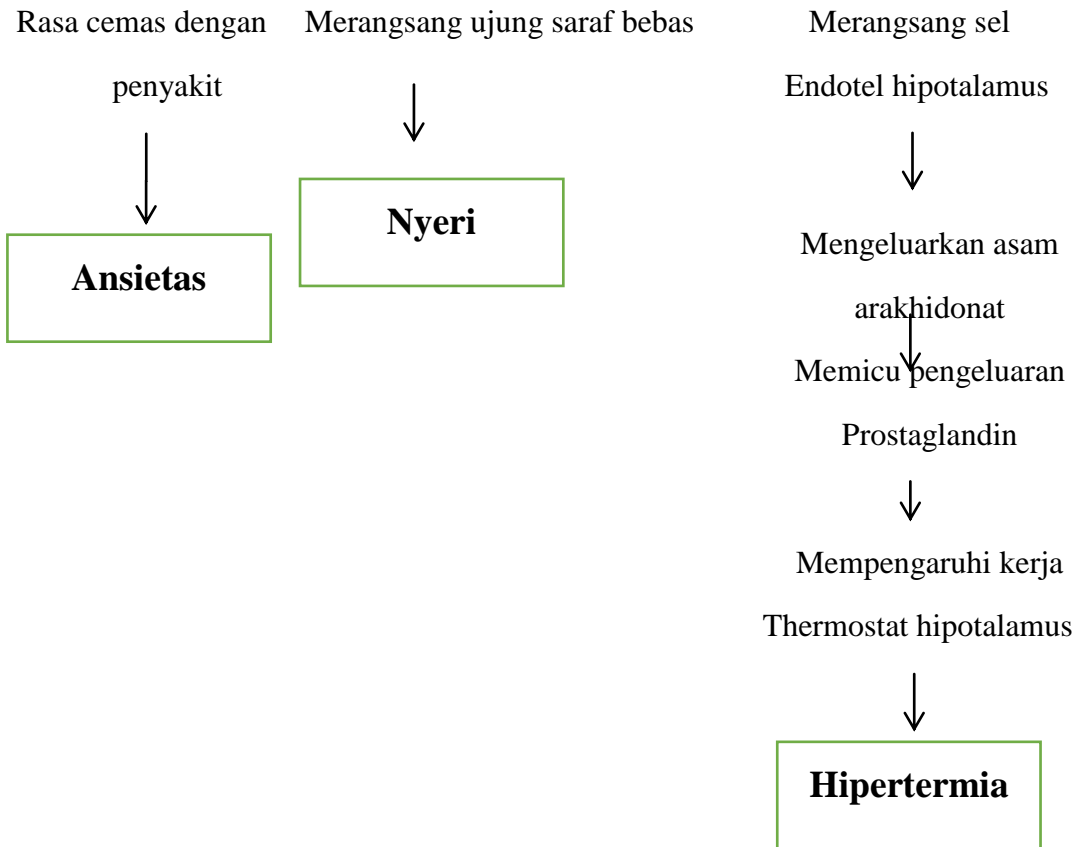 Rasa cemas dengan
penyakit
Ansietas
Merangsang ujung saraf bebas
Nyeri
Merangsang sel
Endotel hipotalamus
Mengeluarkan asam
arakhidonat
Memicu pengeluaran
Prostaglandin
Mempengaruhi kerja
Thermostat hipotalamus
Hipertermia